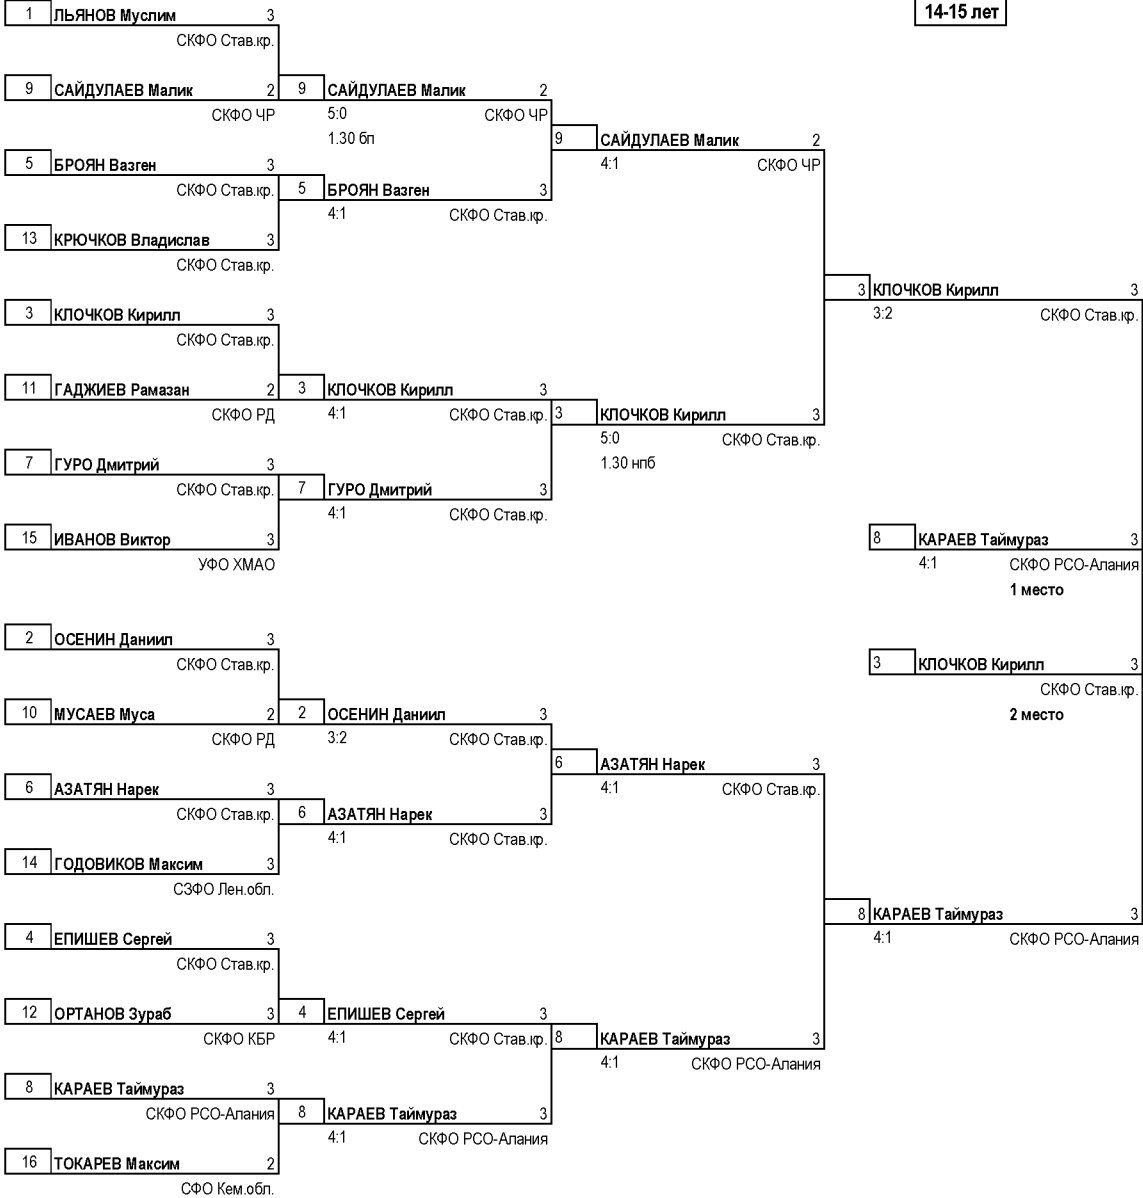 14-15 лет
1 ЛЬЯНОВ Муслим 3
СКФО Став.кр.
9 САЙДУЛАЕВ Малик 2
СКФО ЧР
9 САЙДУЛАЕВ Малик 2
5:0 СКФО ЧР
1.30 бп
9 САЙДУЛАЕВ Малик 2
4:1 СКФО ЧР
5 БРОЯН Вазген 3
СКФО Став.кр.
5 БРОЯН Вазген 3
4:1 СКФО Став.кр.
13 КРЮЧКОВ Владислав 3
СКФО Став.кр.
3 КЛОЧКОВ Кирилл 3
3:2 СКФО Став.кр.
3 КЛОЧКОВ Кирилл 3
СКФО Став.кр.
11 ГАДЖИЕВ Рамазан 2
СКФО РД
3 КЛОЧКОВ Кирилл 3
4:1 СКФО Став.кр.
3 КЛОЧКОВ Кирилл 3
5:0 СКФО Став.кр.
1.30 нпб
7 ГУРО Дмитрий 3
СКФО Став.кр.
7 ГУРО Дмитрий 3
4:1 СКФО Став.кр.
15 ИВАНОВ Виктор 3
УФО ХМАО
8 КАРАЕВ Таймураз 3
4:1 СКФО РСО-Алания
1 место
2 ОСЕНИН Даниил 3
СКФО Став.кр.
3 КЛОЧКОВ Кирилл 3
СКФО Став.кр.
2 место
10 МУСАЕВ Муса 2
СКФО РД
2 ОСЕНИН Даниил 3
3:2 СКФО Став.кр.
6 АЗАТЯН Нарек 3
4:1 СКФО Став.кр.
6 АЗАТЯН Нарек 3
СКФО Став.кр.
6 АЗАТЯН Нарек 3
4:1 СКФО Став.кр.
14 ГОДОВИКОВ Максим 3
СЗФО Лен.обл.
8 КАРАЕВ Таймураз 3
4:1 СКФО РСО-Алания
4 ЕПИШЕВ Сергей 3
СКФО Став.кр.
12 ОРТАНОВ Зураб 3
СКФО КБР
4 ЕПИШЕВ Сергей 3
4:1 СКФО Став.кр.
8 КАРАЕВ Таймураз 3
4:1 СКФО РСО-Алания
8 КАРАЕВ Таймураз 3
СКФО РСО-Алания
8 КАРАЕВ Таймураз 3
4:1 СКФО РСО-Алания
16 ТОКАРЕВ Максим 2
СФО Кем.обл.